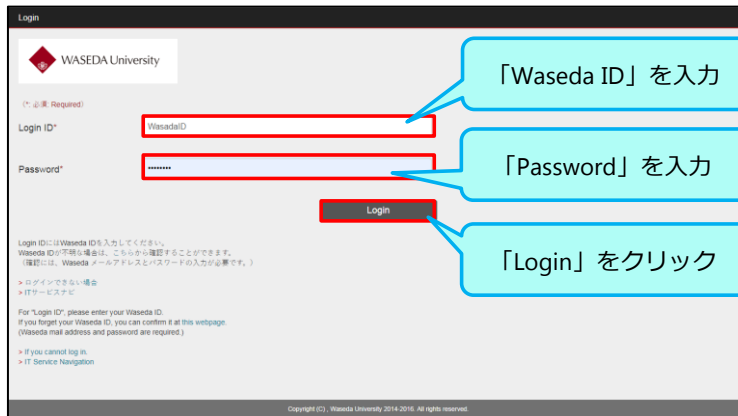 Login
WASEDA University
(*: 必須: Required)
Login ID*
WasadaID
「Waseda ID」を入力
Password*
••••••••
「Password」を入力
Login
「Login」をクリック
Login IDにはWaseda IDを入力してください。
Waseda IDが不明な場合は、こちらから確認することができます。
（確認には、Waseda メールアドレスとパスワードの入力が必要です。）
> ログインできない場合
> ITサービスナビ
For "Login ID", please enter your Waseda ID.
If you forget your Waseda ID, you can confirm it at this webpage.
(Waseda mail address and password are required.)
> If you cannot log in.
> IT Service Navigation
Copyright (C) , Waseda University 2014-2016. All rights reserved.